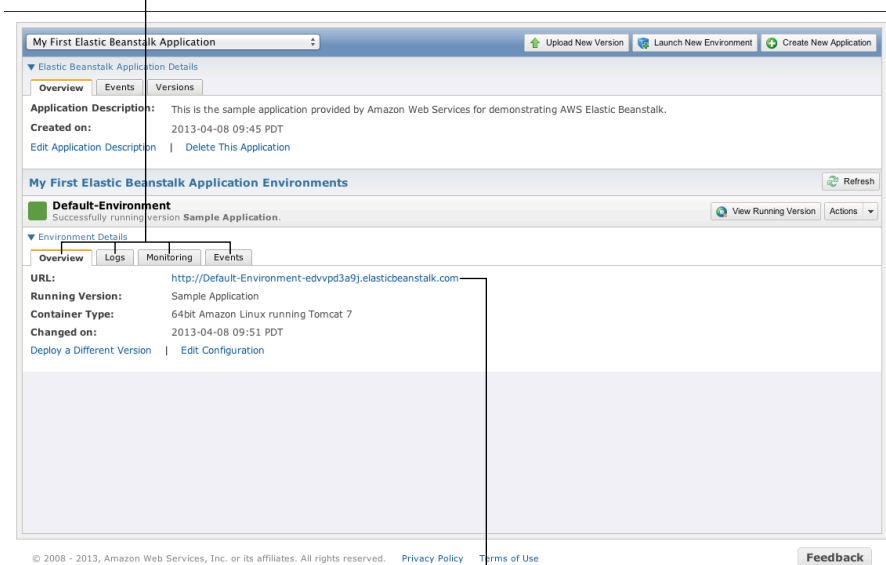 My First Elastic Beanstalk Application Upload New Version Launch New Environment Create New Application
Elastic Beanstalk Application Details
Overview Events Versions
Application Description: This is the sample application provided by Amazon Web Services for demonstrating AWS Elastic Beanstalk.
Created on: 2013-04-08 09:45 PDT
Edit Application Description | Delete This Application
My First Elastic Beanstalk Application Environments Refresh
Default-Environment
Successfully running version Sample Application. View Running Version Actions
Environment Details
Overview Logs Monitoring Events
URL: http://Default-Environment-edvvpd3a9j.elasticbeanstalk.com
Running Version: Sample Application
Container Type: 64bit Amazon Linux running Tomcat 7
Changed on: 2013-04-08 09:51 PDT
Deploy a Different Version | Edit Configuration
© 2008 - 2013, Amazon Web Services, Inc. or its affiliates. All rights reserved. Privacy Policy Terms of Use Feedback